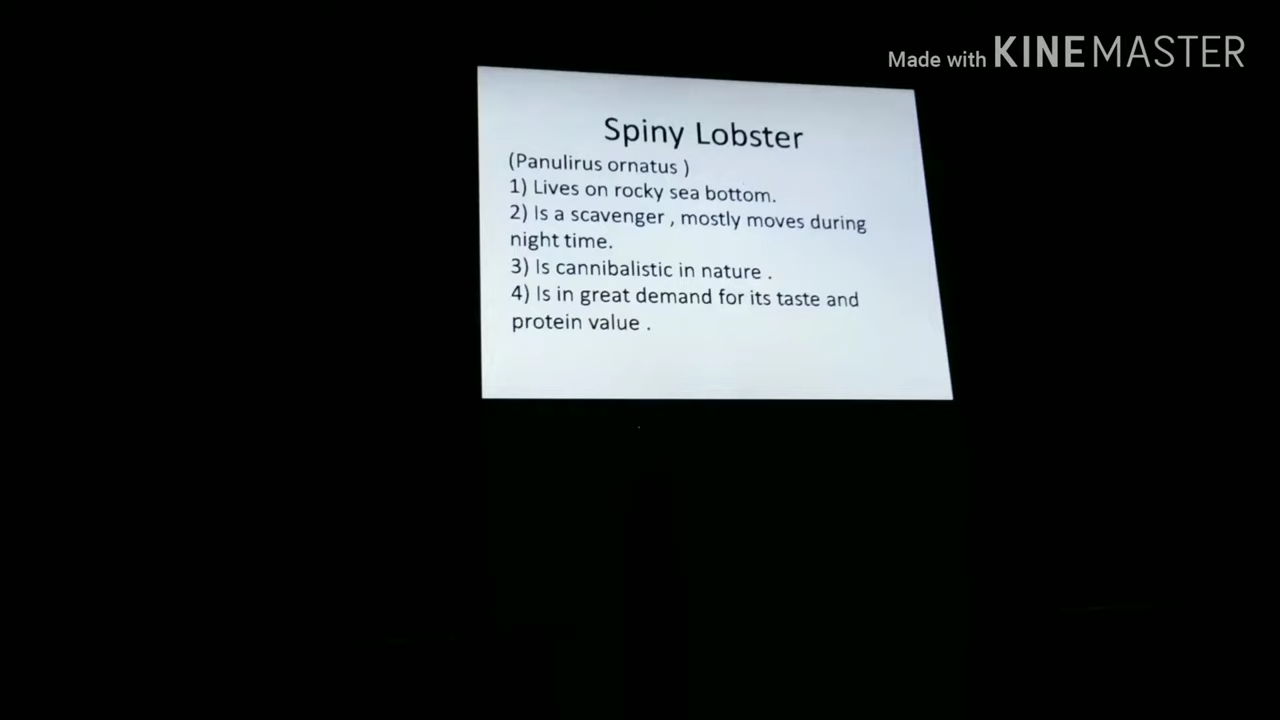 Made with KINEMASTER
Spiny Lobster
(Panulirus ornatus )
1) Lives on rocky sea bottom.
2) Is a scavenger , mostly moves during
night time.
3) Is cannibalistic in nature .
4) Is in great demand for its taste and
protein value .